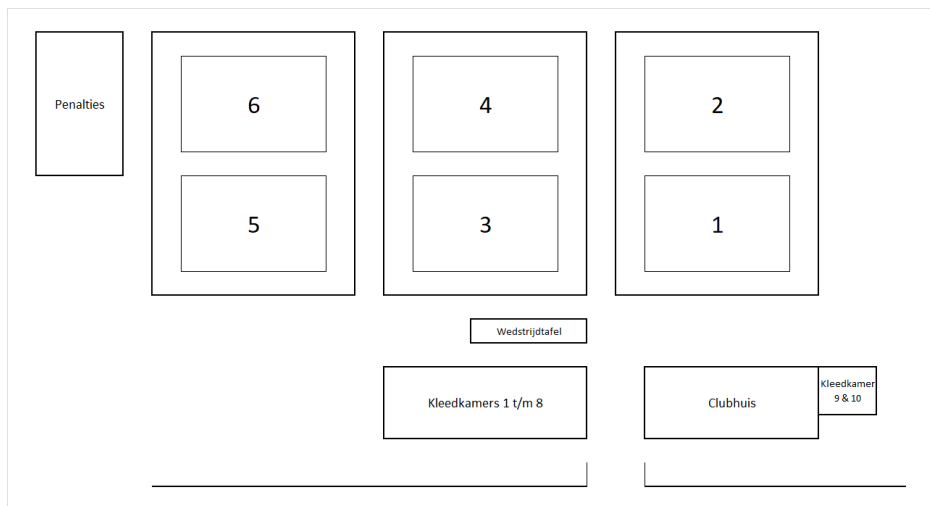 Penalties
6
4
2
5
3
1
Wedstrijdtafel
Kleedkamers 1 t/m 8
Clubhuis
Kleedkamer
9 & 10